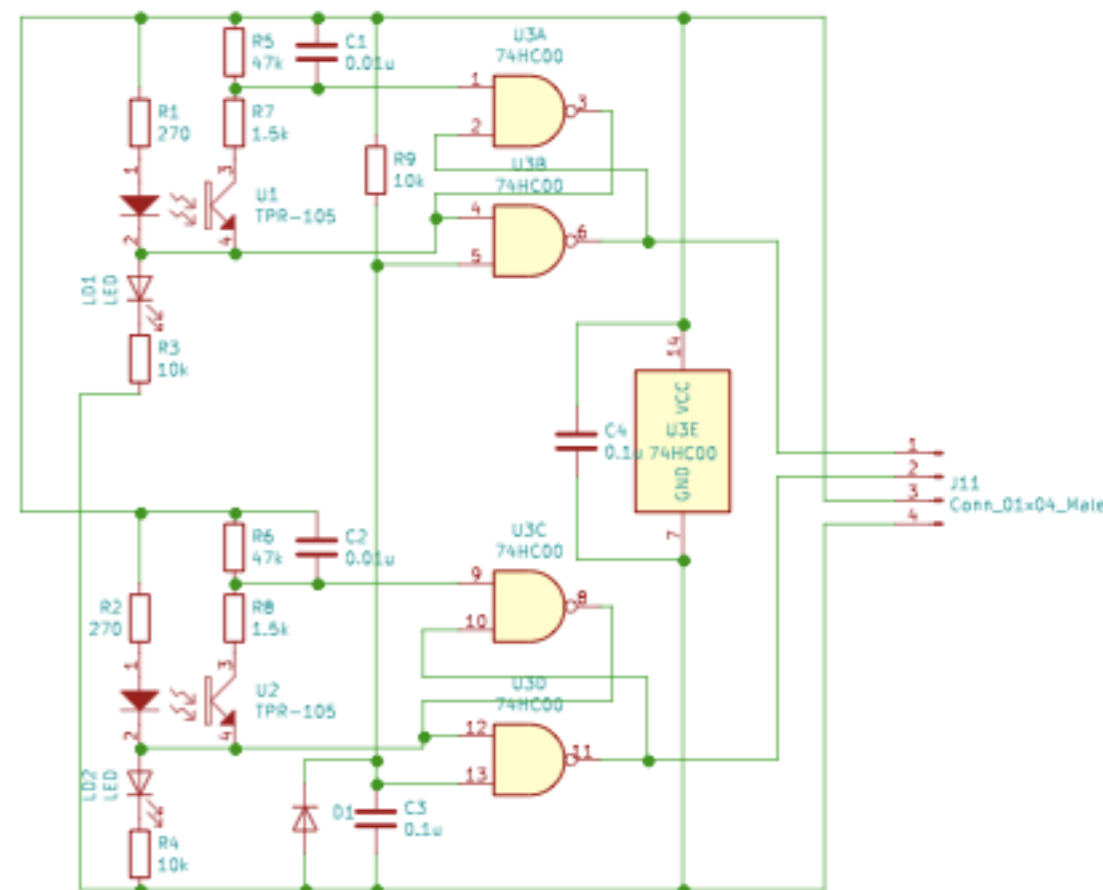 R5
47k
C1
0.01u
U3A
74HC00
1
2
3
R1
270
R7
1.5k
1
3
R9
10k
U3B
74HC00
U1
TPR-105
4
5
6
2
4
LD1
LED
R3
10k
14
VCC
U3E
74HC00
GND
7
C4
0.1u
1
2
3
4
J11
Conn_01x04_Male
R6
47k
C2
0.01u
U3C
74HC00
9
10
8
R2
270
R8
1.5k
1
3
U2
TPR-105
U3D
74HC00
12
13
11
2
4
LD2
LED
D1
C3
0.1u
R4
10k